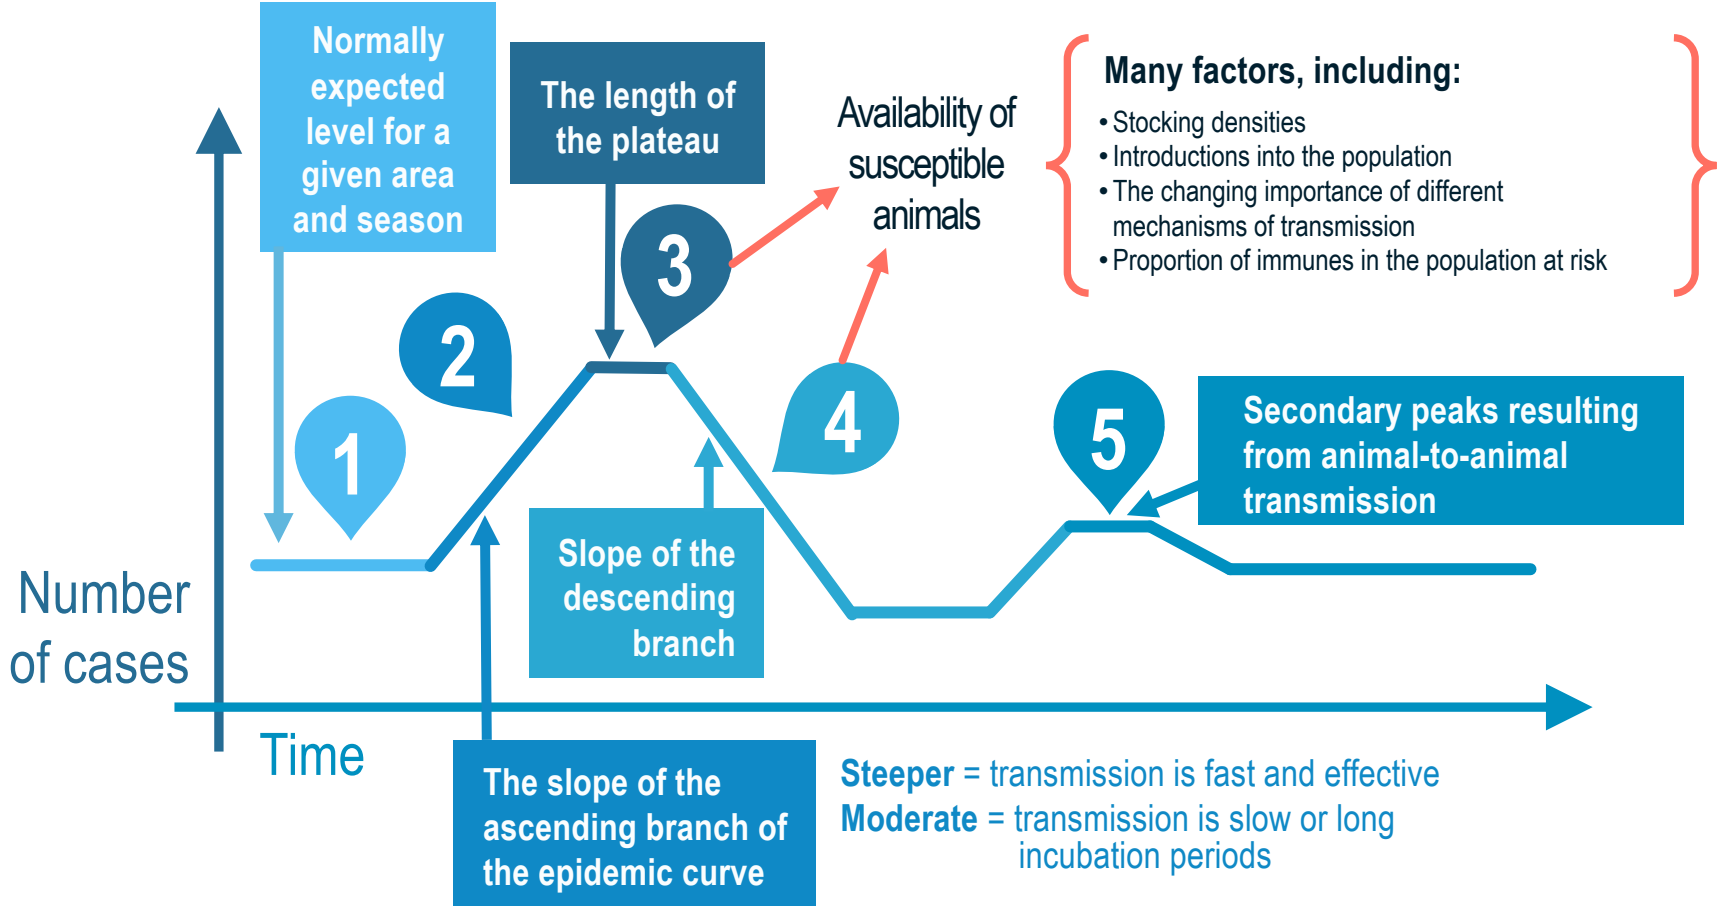 Normally
expected
level for a
given area
and season
The length of
the plateau
Availability of
susceptible
animals
Many factors, including:
• Stocking densities
• Introductions into the population
• The changing importance of different
mechanisms of transmission
• Proportion of immunes in the population at risk
1
2
3
4
5
Secondary peaks resulting
from animal-to-animal
transmission
Slope of the
descending
branch
Number
of cases
Time
The slope of the
ascending branch of
the epidemic curve
Steeper = transmission is fast and effective
Moderate = transmission is slow or long
incubation periods